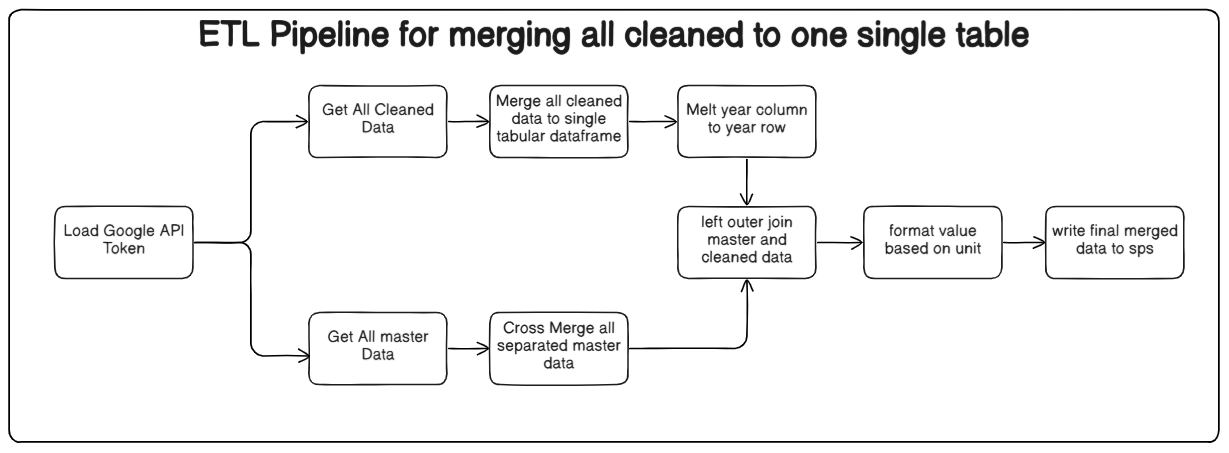 ETL Pipeline for merging all cleaned to one single table
Get All Cleaned
Data
Merge all cleaned
data to single
tabular dataframe
Melt year column
to year row
Load Google API
Token
left outer join
master and
cleaned data
format value
based on unit
write final merged
data to sps
Get All master
Data
Cross Merge all
separated master
data